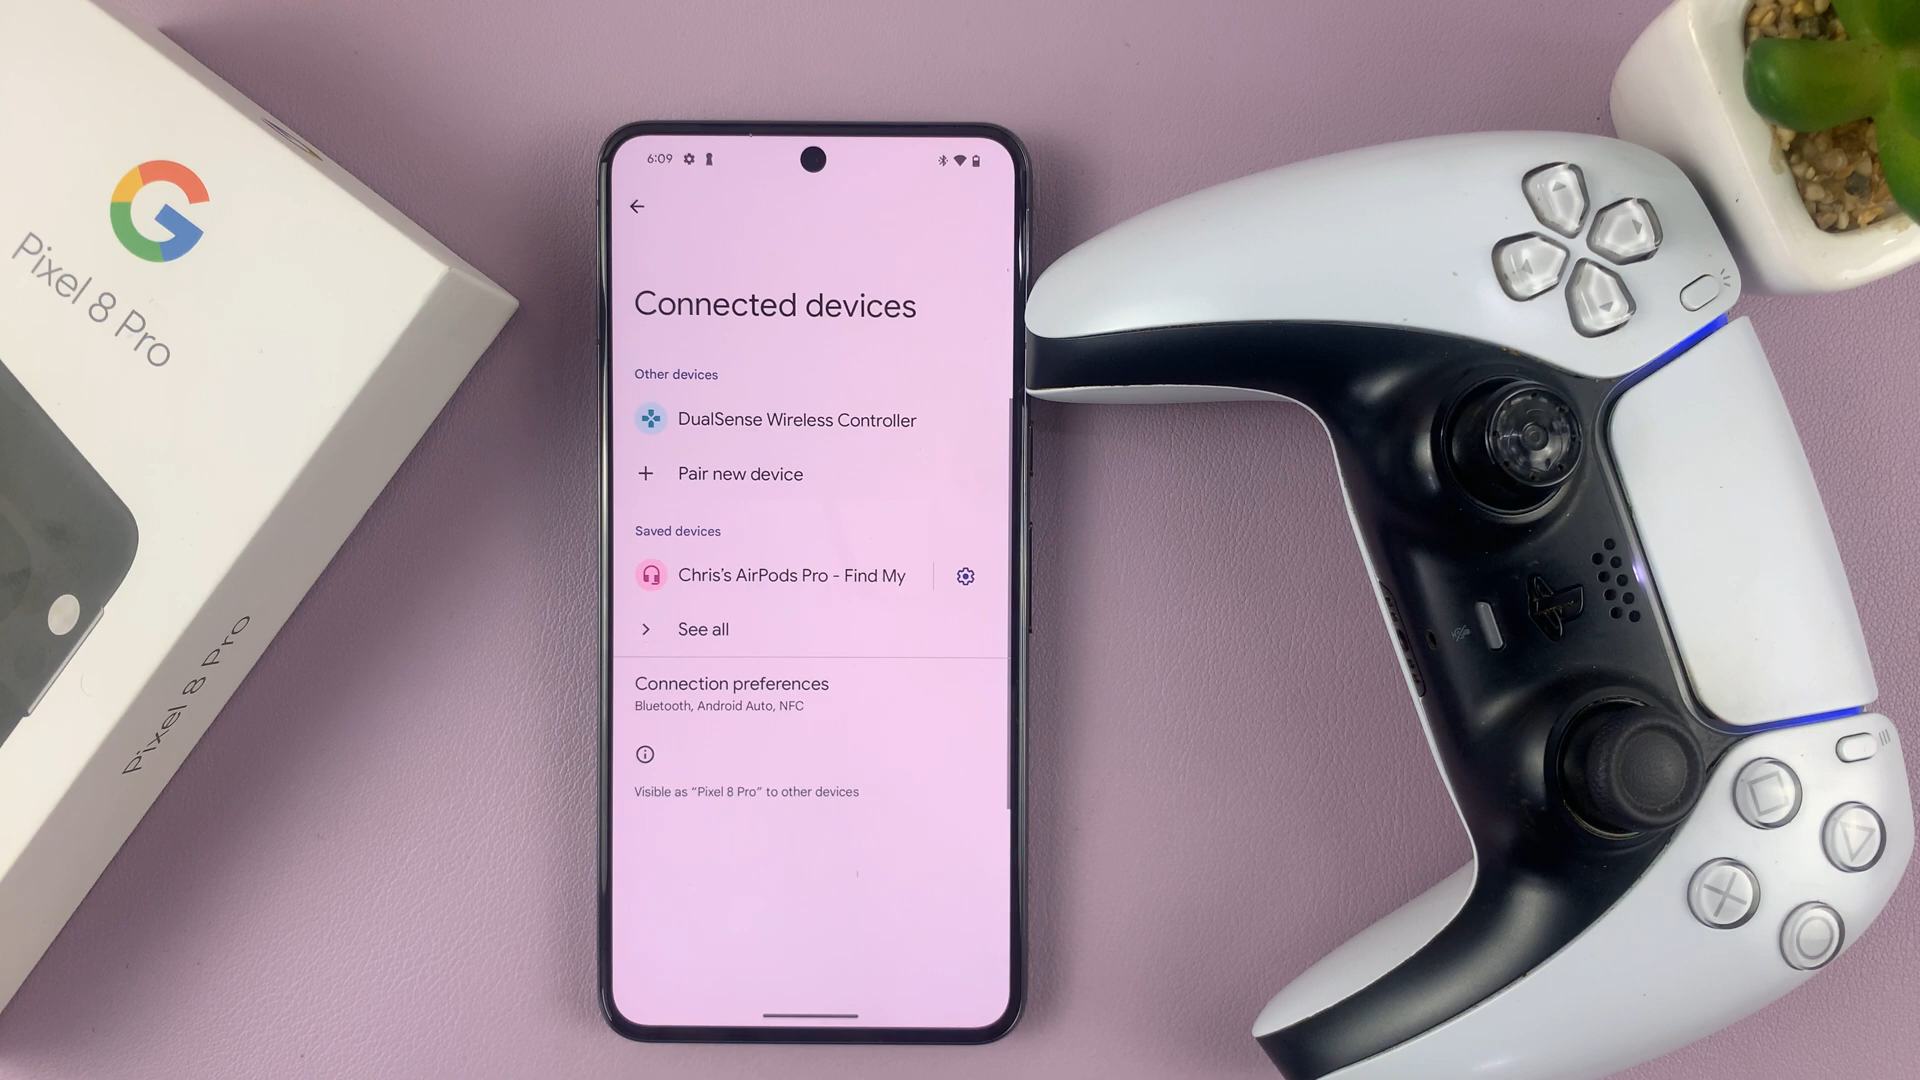 Pixel 8 Pro
Pixel 8 Pro
6:09
Connected devices
Other devices
DualSense Wireless Controller
Pair new device
Saved devices
Chris's AirPods Pro - Find My
See all
Connection preferences
Bluetooth, Android Auto, NFC
Visible as “Pixel 8 Pro” to other devices